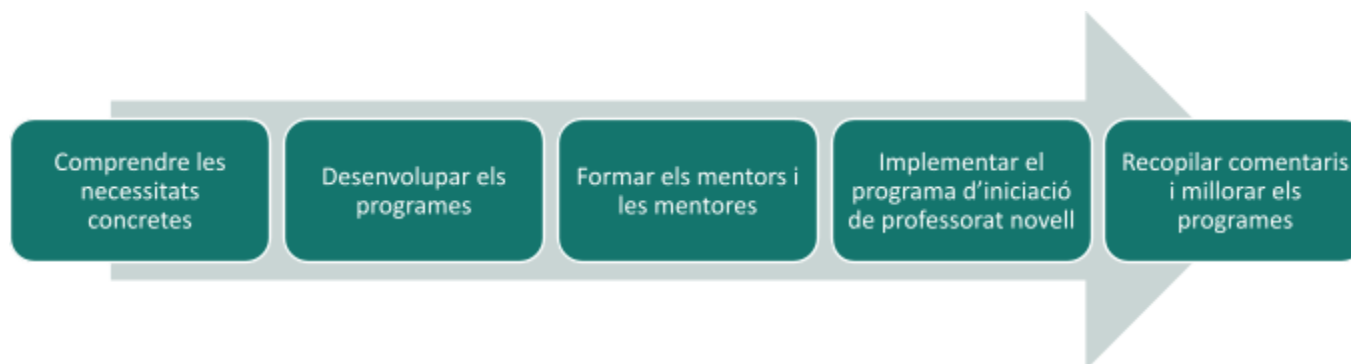 Comprendre les
necessitats
concretes
Desenvolupar els
programes
Formar els mentors i
les mentores
Implementar el
programa d’iniciació
de professorat novell
Recopilar comentaris
i millorar els
programes